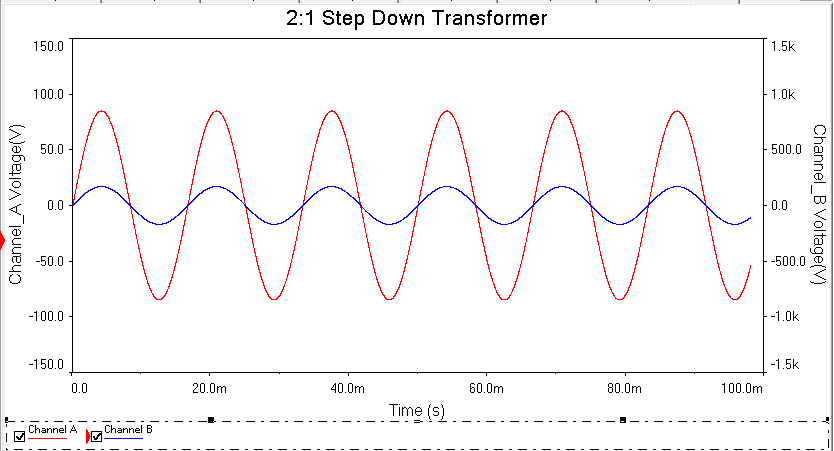 2:1 Step Down Transformer
150.0
100.0
50.0
0.0
-50.0
-100.0
-150.0
Channel_A Voltage(V)
1.5k
1.0k
500.0
0.0
-500.0
-1.0k
-1.5k
Channel_B Voltage(V)
0.0 20.0m 40.0m 60.0m 80.0m 100.0m
Time (s)
Channel A Channel B